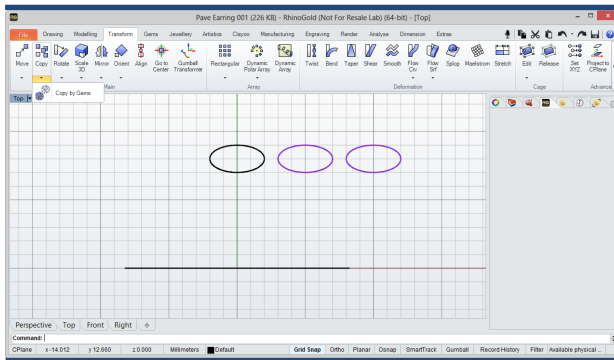 Pave Earring 001 (226 KB) - RhinoGold (Not For Resale Lab) (64-bit) - [Top]
File Drawing Modelling Transform Gems Jewellery Artistics Clayoo Manufacturing Engraving Render Analyse Dimension Extras
Move Copy Rotate Scale 3D Mirror Orient Align Go to Center Gumball Transformer Rectangular Dynamic Polar Array Dynamic Array Twist Bend Taper Shear Smooth Flow Crv Flow Srf Splop Maelstrom Stretch Edit Release Set XYZ Project to CPlane
Main Array Deformation Cage Advanced
Top
Copy by Gems
Perspective Top Front Right
Command:
CPlane x -14.012 y 12.660 z 0.000 Millimeters Default Grid Snap Ortho Planar Osnap SmartTrack Gumball Record History Filter Available physical ...